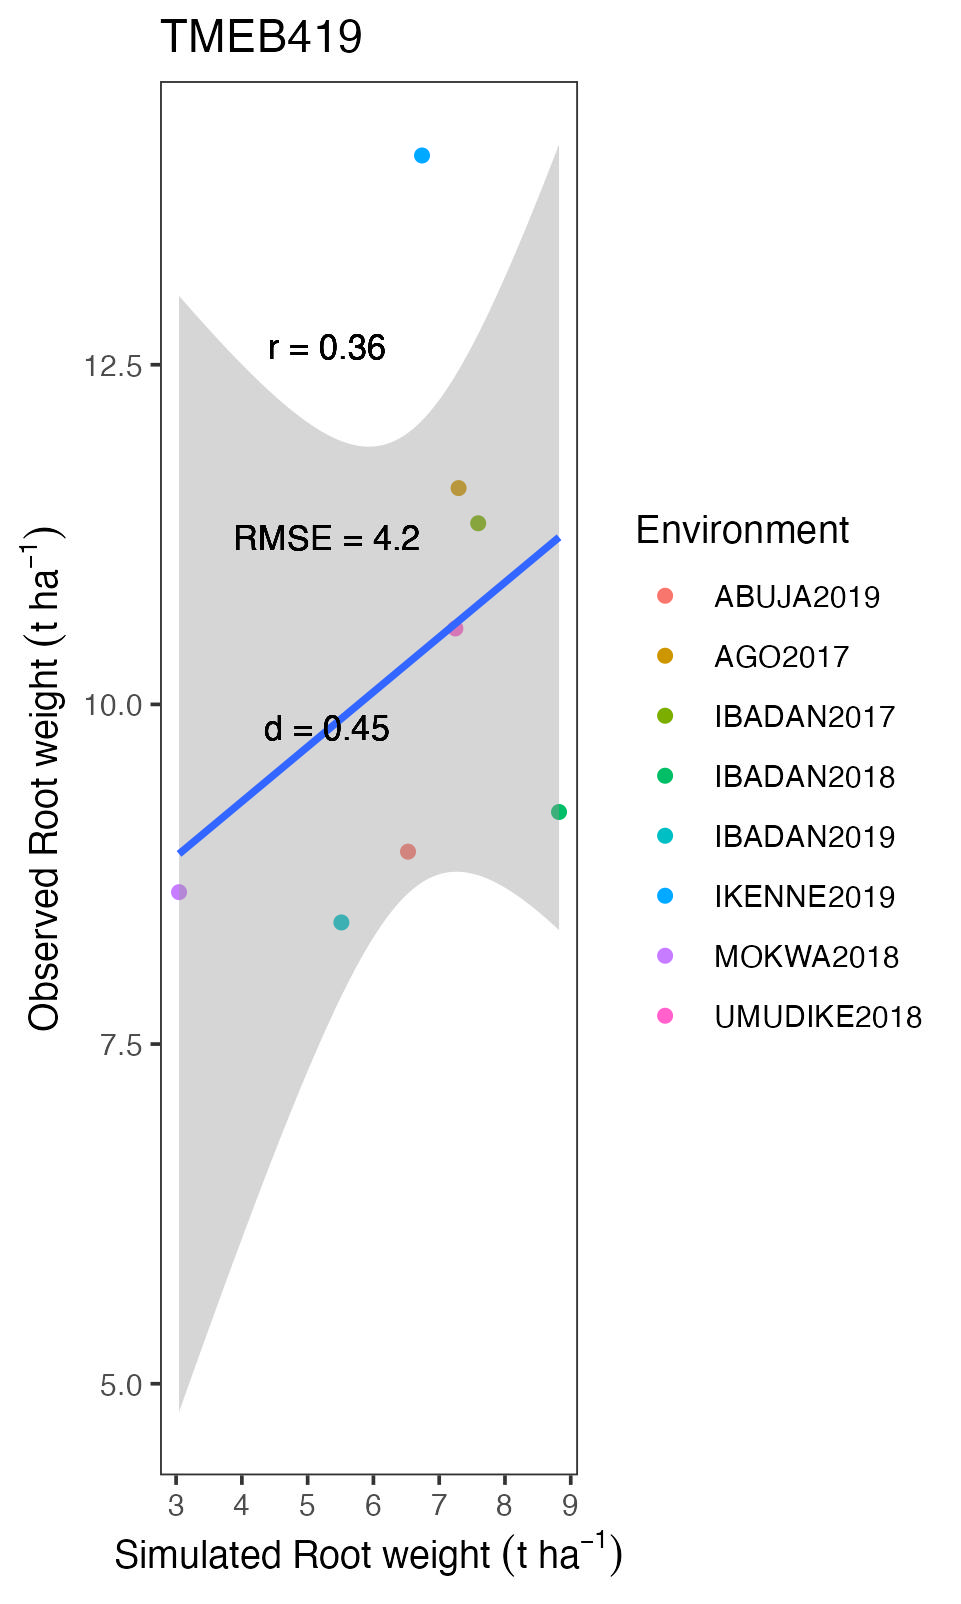 TMEB419
Observed Root weight (t ha⁻¹)
12.5
10.0
7.5
5.0
r = 0.36
RMSE = 4.2
d = 0.45
3 4 5 6 7 8 9
Simulated Root weight (t ha⁻¹)
Environment
ABUJA2019
AGO2017
IBADAN2017
IBADAN2018
IBADAN2019
IKENNE2019
MOKWA2018
UMUDIKE2018